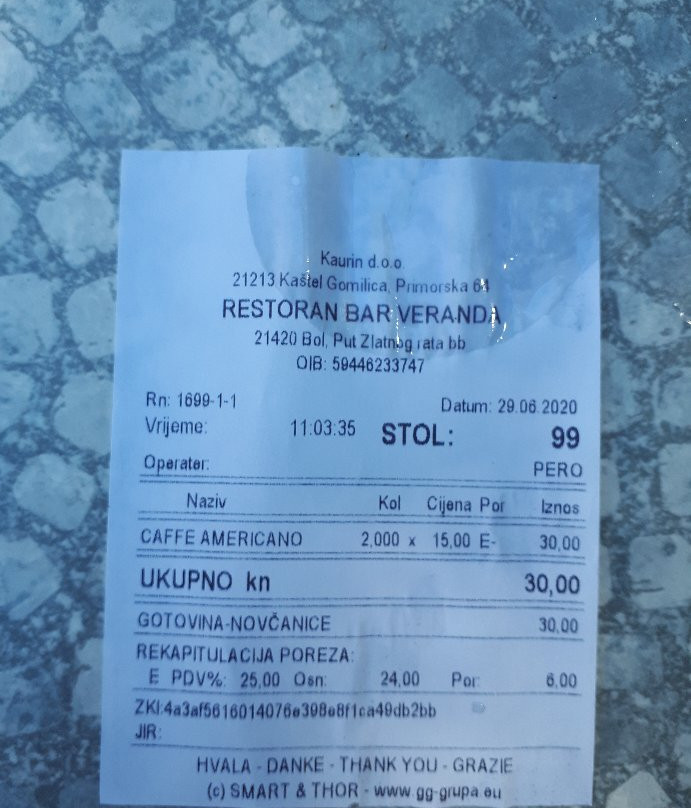 Kaurin d.o.o.
21213 Kaštel Gomilica, Primorska 64
RESTORAN BAR VERANDA
21420 Bol, Put Zlatnog rata bb
OIB: 59446233747
Rn: 1699-1-1 Datum: 29.06.2020
Vrijeme: 11:03:35 STOL: 99
Operater: PERO
Naziv Kol Cijena Por Iznos
CAFFE AMERICANO 2,000 x 15,00 E- 30,00
UKUPNO kn 30,00
GOTOVINA-NOVČANICE 30,00
REKAPITULACIJA POREZA:
E PDV%: 25,00 Osn: 24,00 Por: 6,00
ZKI:4a3af5616014076e398e8f1ca49db2bb
JIR:
HVALA - DANKE - THANK YOU - GRAZIE
(c) SMART & THOR - www.gg-grupa.eu